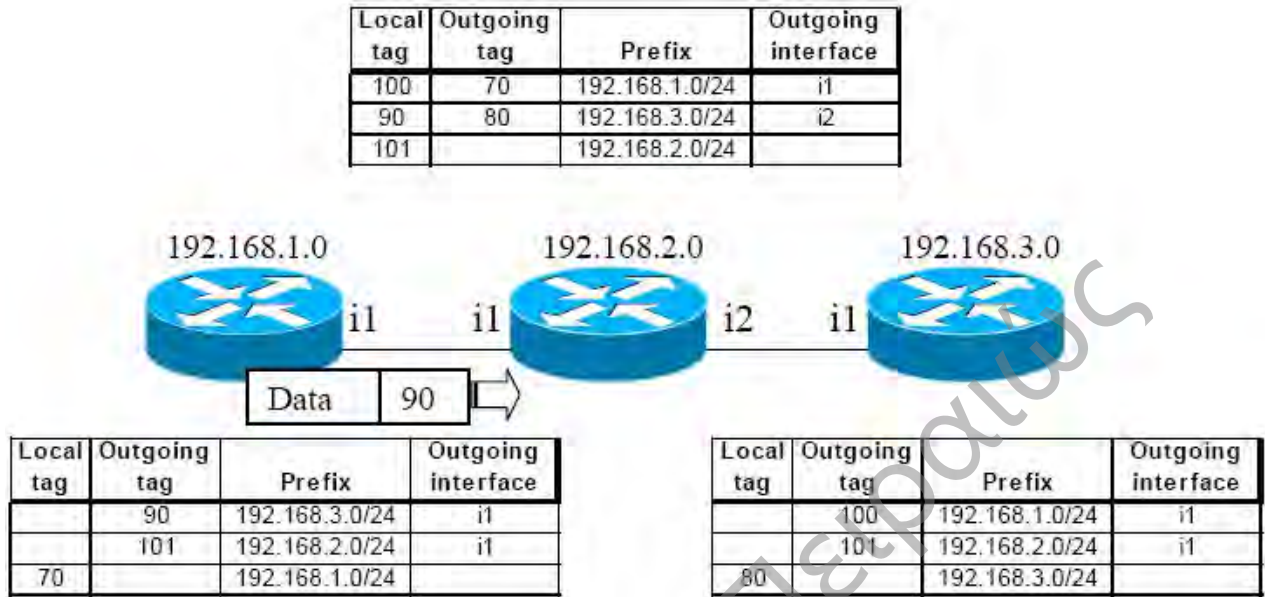 Local Outgoing Outgoing
tag tag Prefix interface
100 70 192.168.1.0/24 i1
90 80 192.168.3.0/24 i2
101 192.168.2.0/24
192.168.1.0 192.168.2.0 192.168.3.0
i1 i1 i2 i1
Data 90
Local Outgoing Outgoing
tag tag Prefix interface
90 192.168.3.0/24 i1
101 192.168.2.0/24 i1
70 192.168.1.0/24
Local Outgoing Outgoing
tag tag Prefix interface
100 192.168.1.0/24 i1
101 192.168.2.0/24 i1
80 192.168.3.0/24
Πειραιώς